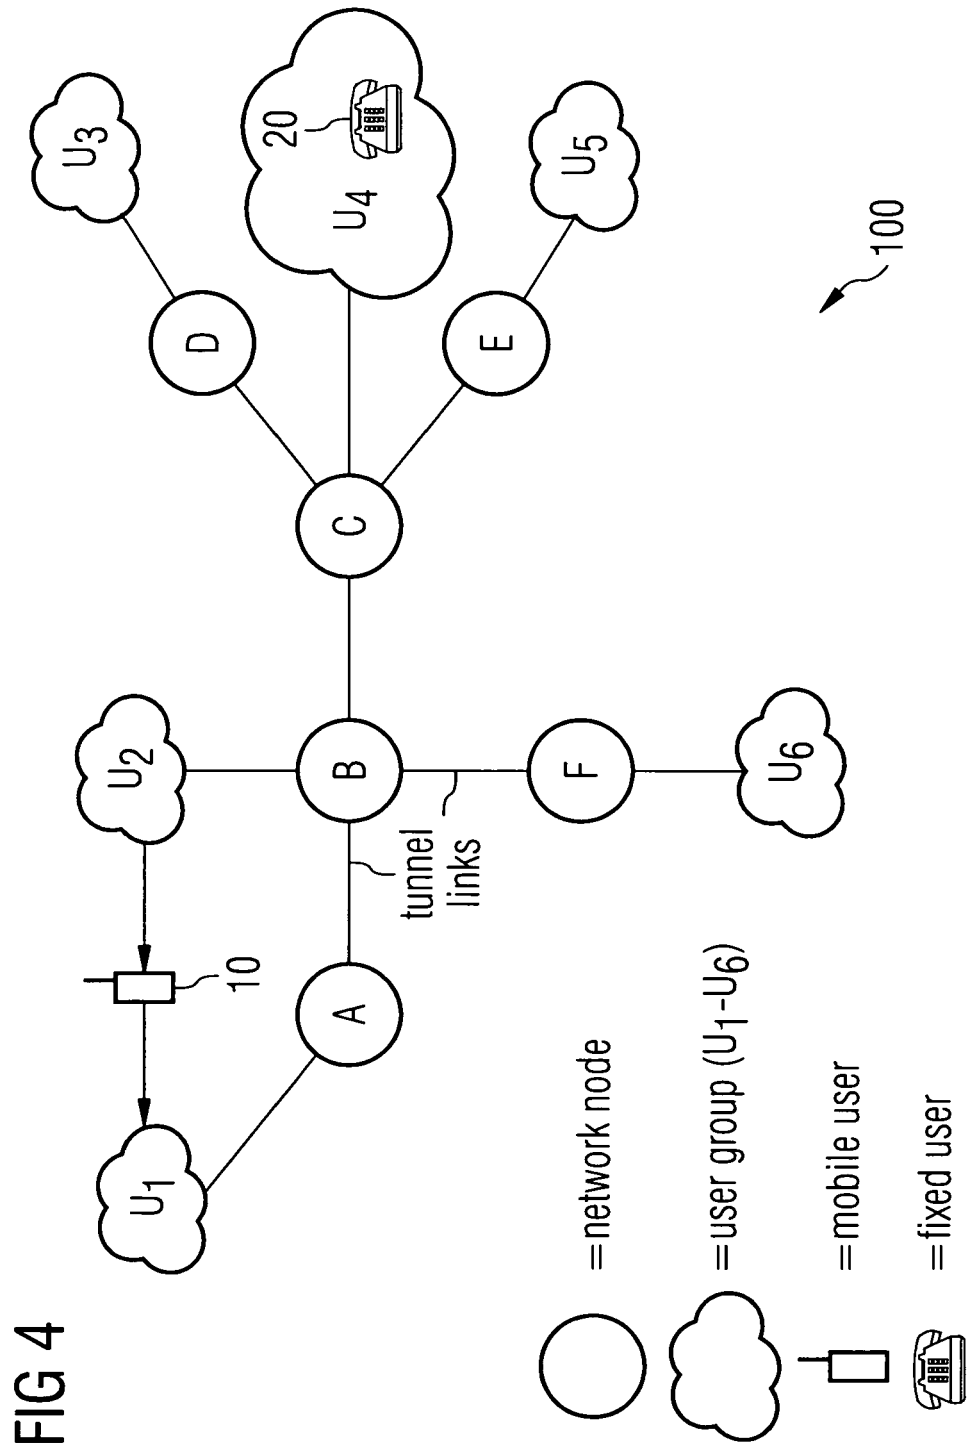 FIG 4
U1
U2
U3
10
20
U4
A
B
C
D
E
U5
tunnel
links
F
U6
100
=network node
=user group (U1-U6)
=mobile user
=fixed user